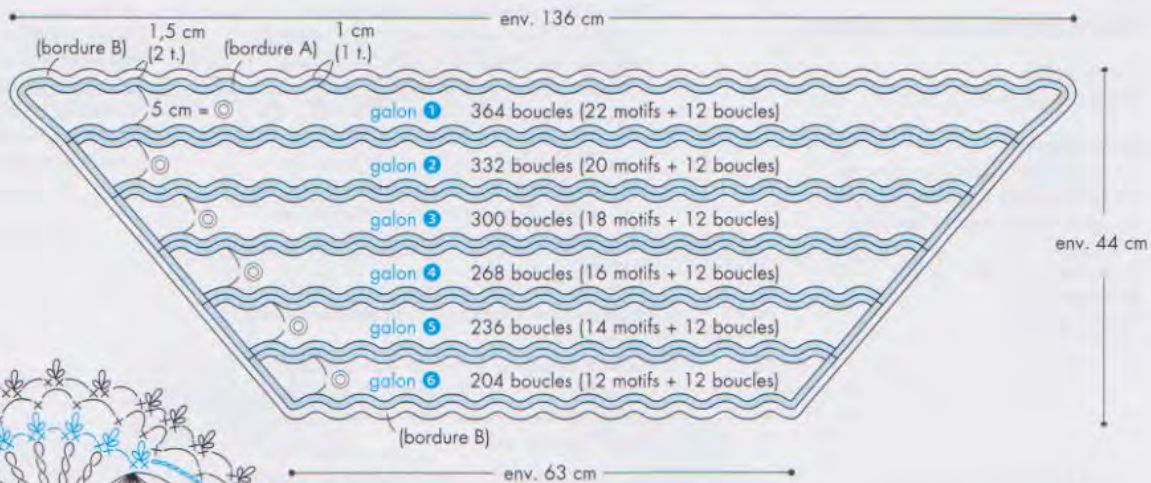 env. 136 cm
1,5 cm
(2 t.)
1 cm
(1 t.)
(bordure B)
(bordure A)
5 cm = ◎
galon 1 364 boucles (22 motifs + 12 boucles)
◎ galon 2 332 boucles (20 motifs + 12 boucles)
◎ galon 3 300 boucles (18 motifs + 12 boucles)
env. 44 cm
◎ galon 4 268 boucles (16 motifs + 12 boucles)
◎ galon 5 236 boucles (14 motifs + 12 boucles)
◎ galon 6 204 boucles (12 motifs + 12 boucles)
(bordure B)
env. 63 cm